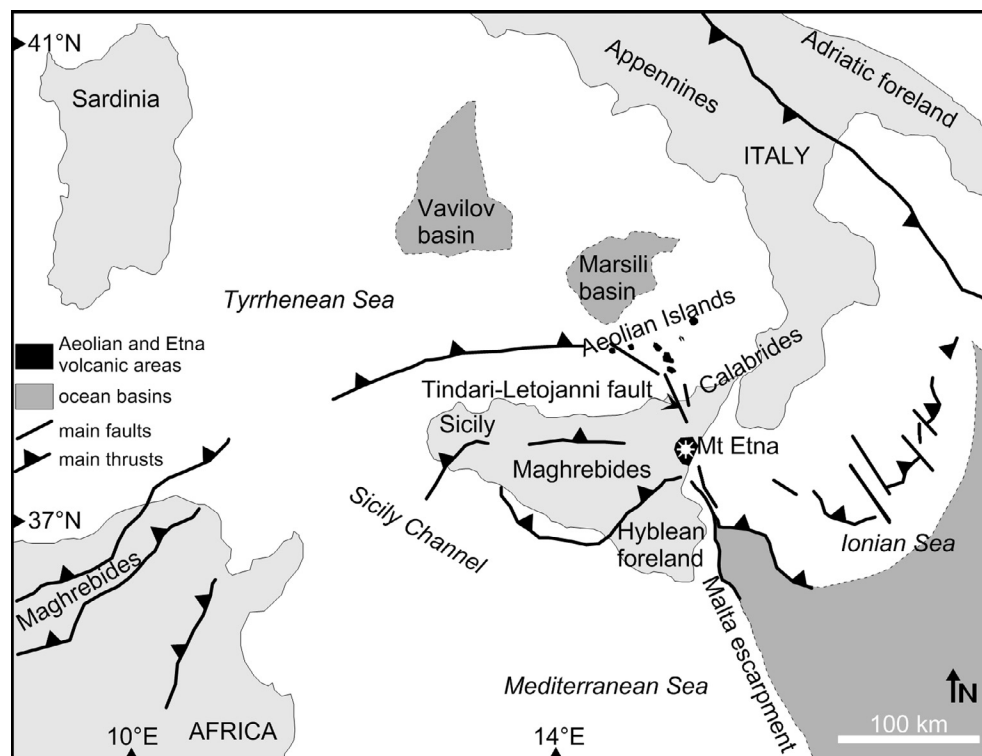 41°N
Sardinia
Appennines
Adriatic foreland
ITALY
Vavilov
basin
Marsili
basin
Tyrrhenean Sea
Aeolian Islands
Aeolian and Etna
volcanic areas
ocean basins
main faults
main thrusts
Calabrides
Tindari-Letojanni fault
Sicily
Mt Etna
Maghrebides
Sicily Channel
37°N
Hyblean
foreland
Ionian Sea
Maghrebides
Malta escarpment
Mediterranean Sea
N
100 km
AFRICA
10°E
14°E